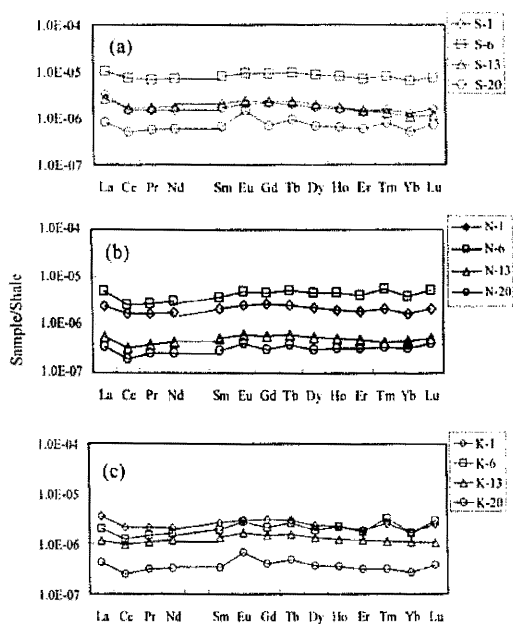 1.0E-04
(a)
1.0E-05
1.0E-06
1.0E-07
La Ce Pr Nd Sm Eu Gd Tb Dy Ho Er Tm Yb Lu
S-1
S-6
S-13
S-20
Sample/Shale
1.0E-04
(b)
1.0E-05
1.0E-06
1.0E-07
La Ce Pr Nd Sm Eu Gd Tb Dy Ho Er Tm Yb Lu
N-1
N-6
N-13
N-20
1.0E-04
(c)
1.0E-05
1.0E-06
1.0E-07
La Ce Pr Nd Sm Eu Gd Tb Dy Ho Er Tm Yb Lu
K-1
K-6
K-13
K-20